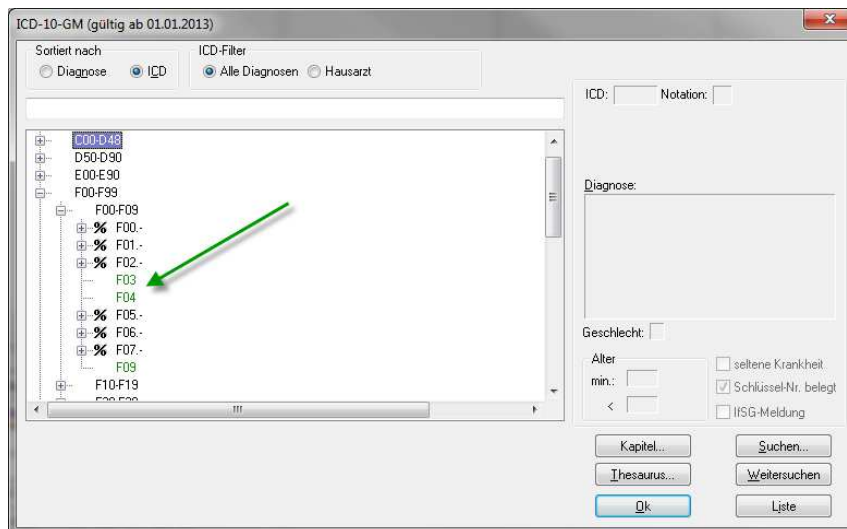 ICD-10-GM (gültig ab 01.01.2013)
Sortiert nach
Diagnose
ICD
ICD-Filter
Alle Diagnosen
Hausarzt
C00-D48
D50-D90
E00-E90
F00-F99
F00-F09
% F00.-
% F01.-
% F02.-
F03
F04
% F05.-
% F06.-
% F07.-
F09
F10-F19
ICD:
Notation:
Diagnose:
Geschlecht:
Alter
min.:
<
seltene Krankheit
Schlüssel-Nr. belegt
IfSG-Meldung
Kapitel...
Suchen...
Thesaurus...
Weitersuchen
Ok
Liste